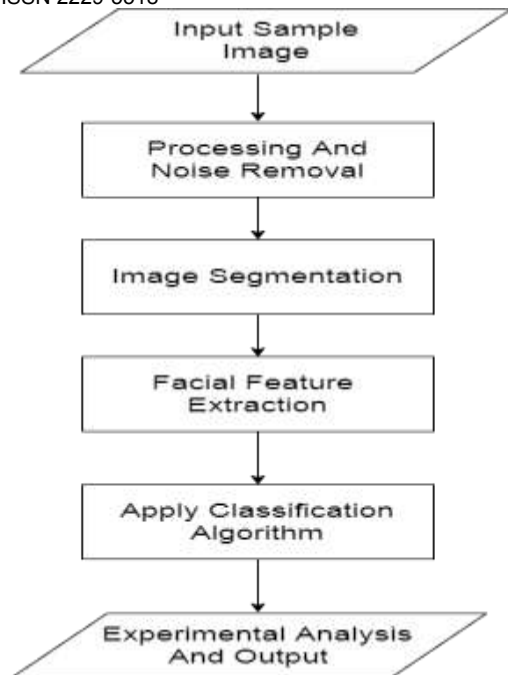 Input Sample
Image
Processing And
Noise Removal
Image Segmentation
Facial Feature
Extraction
Apply Classification
Algorithm
Experimental Analysis
And Output